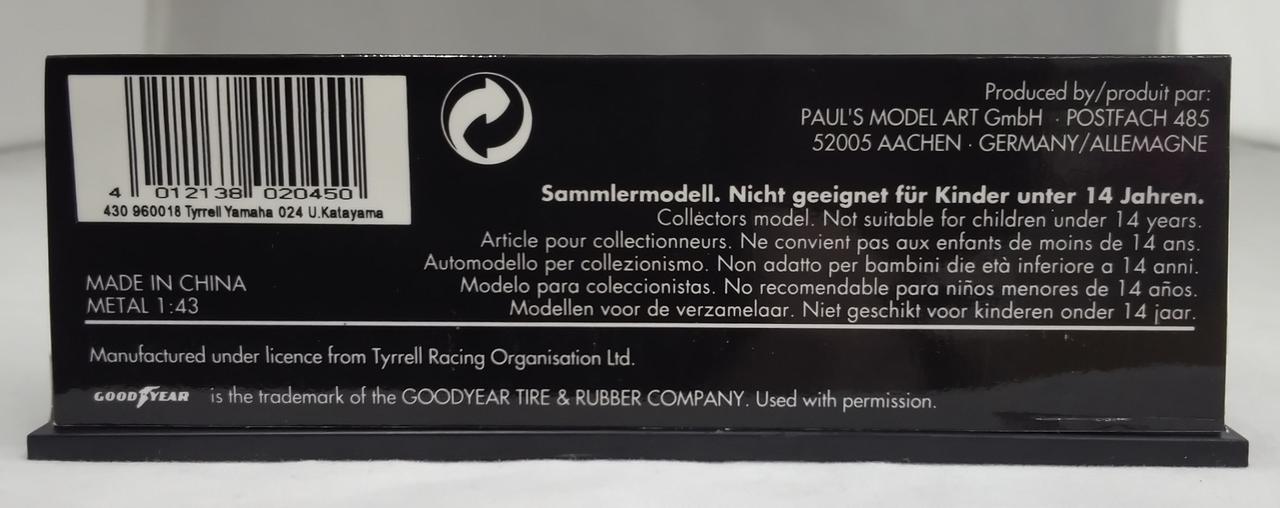 4 012138 020450
430 960018 Tyrrell Yamaha 024 U.Katayama
Produced by/produit par:
PAUL'S MODEL ART GmbH · POSTFACH 485
52005 AACHEN · GERMANY/ALLEMAGNE
Sammlermodell. Nicht geeignet für Kinder unter 14 Jahren.
Collectors model. Not suitable for children under 14 years.
Article pour collectionneurs. Ne convient pas aux enfants de moins de 14 ans.
Automodello per collezionismo. Non adatto per bambini die età inferiore a 14 anni.
Modelo para coleccionistas. No recomendable para niños menores de 14 años.
Modellen voor de verzamelaar. Niet geschikt voor kinderen onder 14 jaar.
MADE IN CHINA
METAL 1:43
Manufactured under licence from Tyrrell Racing Organisation Ltd.
GOODYEAR is the trademark of the GOODYEAR TIRE & RUBBER COMPANY. Used with permission.